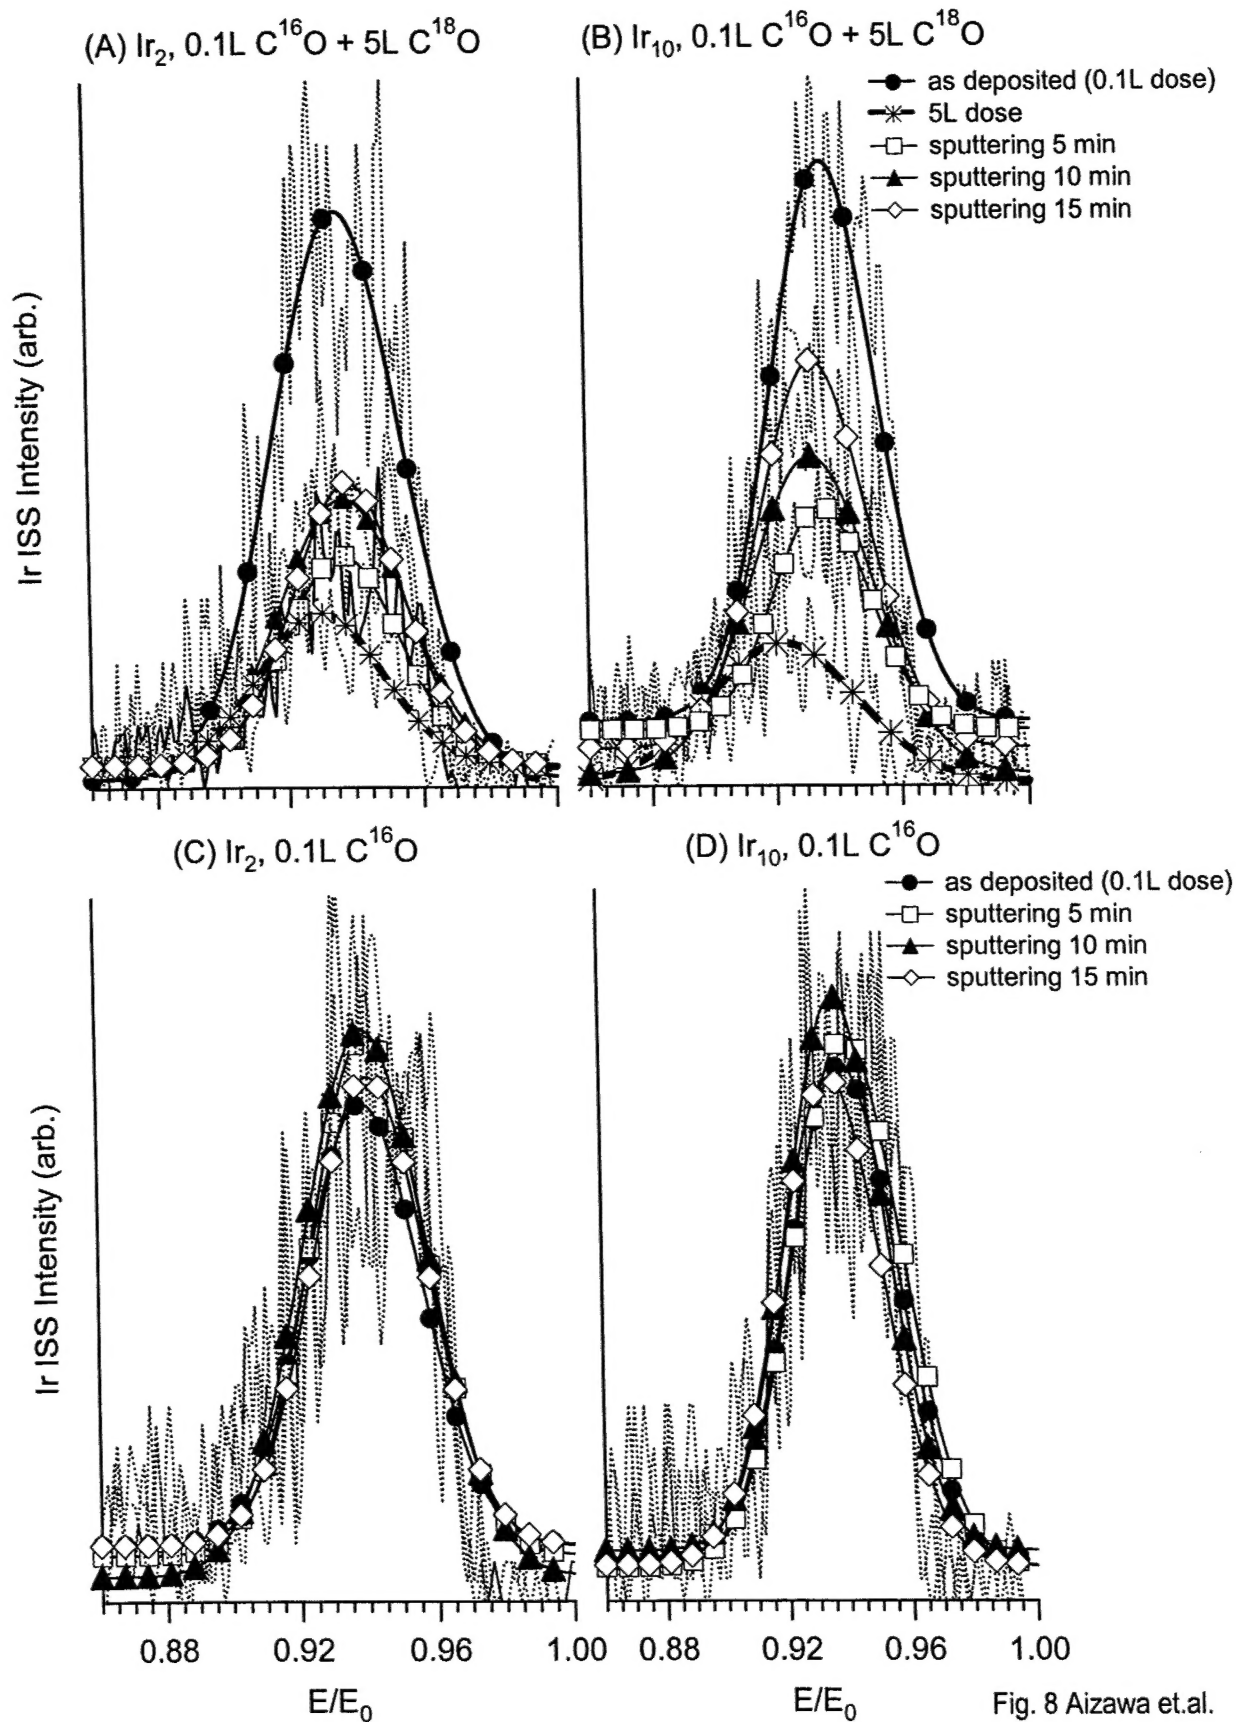 (A) Ir₂, 0.1L C¹⁶O + 5L C¹⁸O
(B) Ir₁₀, 0.1L C¹⁶O + 5L C¹⁸O
as deposited (0.1L dose)
5L dose
sputtering 5 min
sputtering 10 min
sputtering 15 min
Ir ISS Intensity (arb.)
(C) Ir₂, 0.1L C¹⁶O
(D) Ir₁₀, 0.1L C¹⁶O
as deposited (0.1L dose)
sputtering 5 min
sputtering 10 min
sputtering 15 min
Ir ISS Intensity (arb.)
0.88 0.92 0.96 1.00
0.88 0.92 0.96 1.00
E/E₀
E/E₀
Fig. 8 Aizawa et.al.